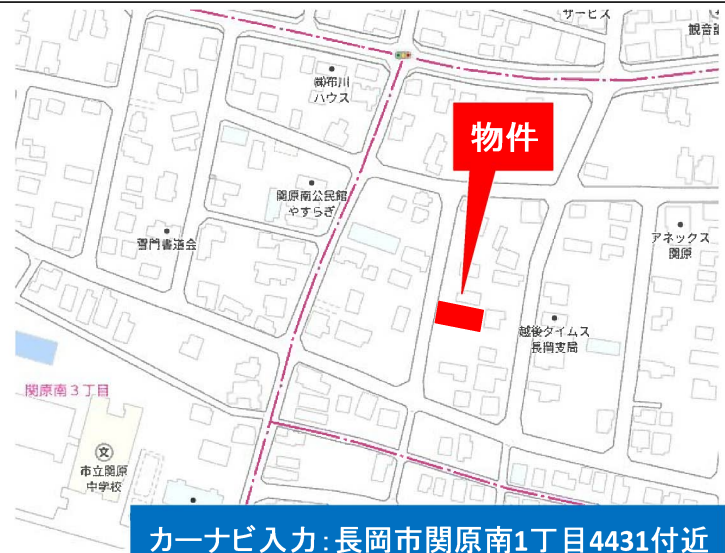 サービス
観音
㈱布川
ハウス
物件
関原南公民館
やすらぎ
雪門書道会
アネックス
関原
越後タイムス
長岡支局
関原南3丁目
文
市立関原
中学校
カーナビ入力:長岡市関原南1丁目4431付近